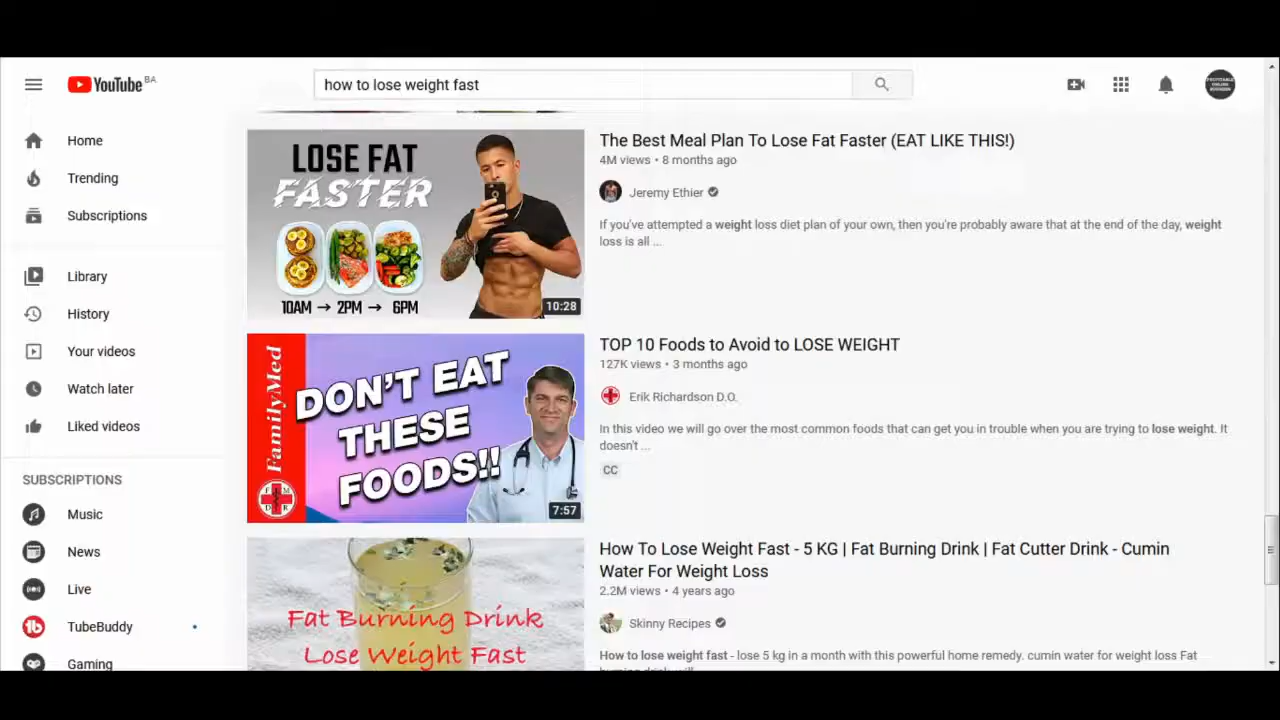 YouTube BA
how to lose weight fast
Home
Trending
Subscriptions
Library
History
Your videos
Watch later
Liked videos
SUBSCRIPTIONS
Music
News
Live
TubeBuddy
Gaming
LOSE FAT
FASTER
10AM → 2PM → 6PM
10:28
The Best Meal Plan To Lose Fat Faster (EAT LIKE THIS!)
4M views • 8 months ago
Jeremy Ethier
If you've attempted a weight loss diet plan of your own, then you're probably aware that at the end of the day, weight
loss is all ...
FamilyMed
DON'T EAT
THESE
FOODS!!
7:57
TOP 10 Foods to Avoid to LOSE WEIGHT
127K views • 3 months ago
Erik Richardson D.O.
In this video we will go over the most common foods that can get you in trouble when you are trying to lose weight. It
doesn't ...
CC
Fat Burning Drink
Lose Weight Fast
How To Lose Weight Fast - 5 KG | Fat Burning Drink | Fat Cutter Drink - Cumin
Water For Weight Loss
2.2M views • 4 years ago
Skinny Recipes
How to lose weight fast - lose 5 kg in a month with this powerful home remedy. cumin water for weight loss Fat